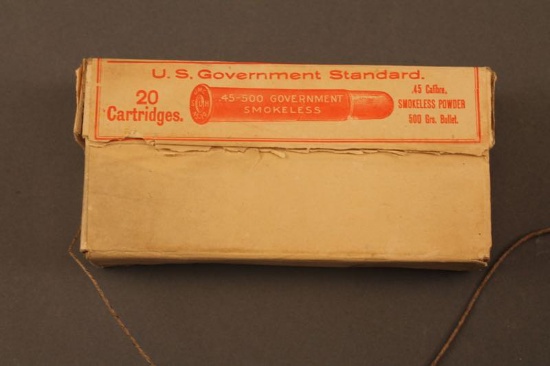 U.S. Government Standard.
20
Cartridges.
.45-500 GOVERNMENT
SMOKELESS
.45 Calibre.
SMOKELESS POWDER
500 Grs. Bullet.